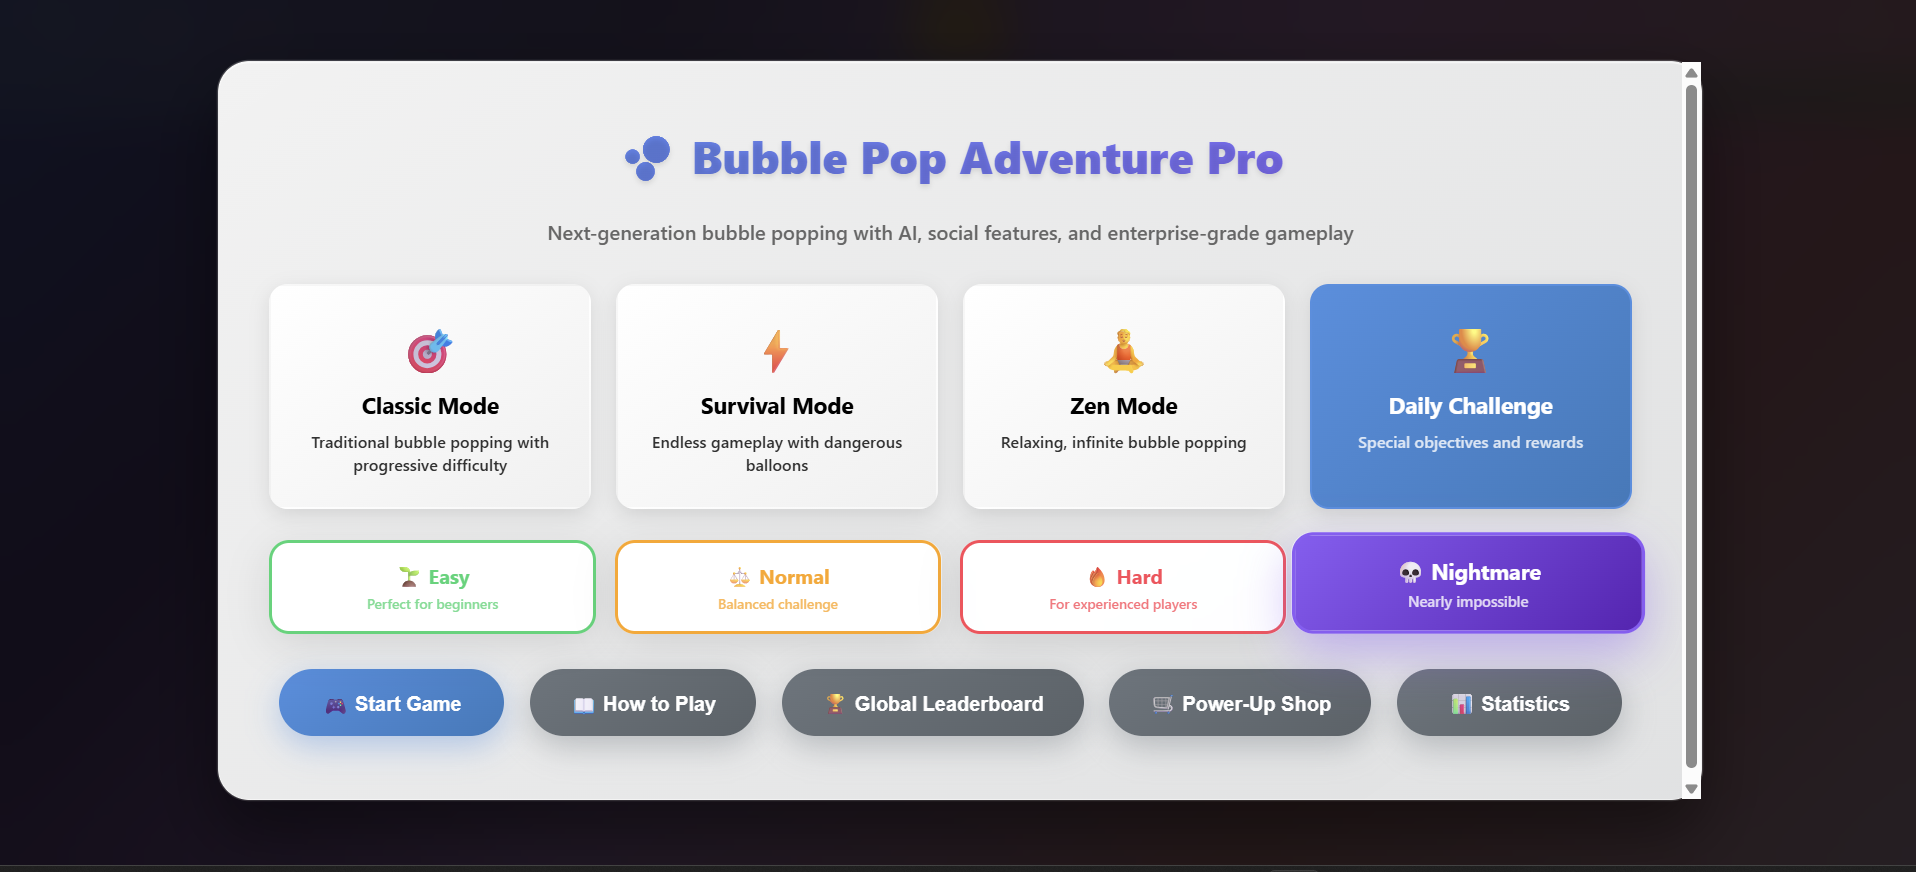 Bubble Pop Adventure Pro
Next-generation bubble popping with AI, social features, and enterprise-grade gameplay
Classic Mode
Traditional bubble popping with
progressive difficulty
Survival Mode
Endless gameplay with dangerous
balloons
Zen Mode
Relaxing, infinite bubble popping
Daily Challenge
Special objectives and rewards
Easy
Perfect for beginners
Normal
Balanced challenge
Hard
For experienced players
Nightmare
Nearly impossible
Start Game
How to Play
Global Leaderboard
Power-Up Shop
Statistics